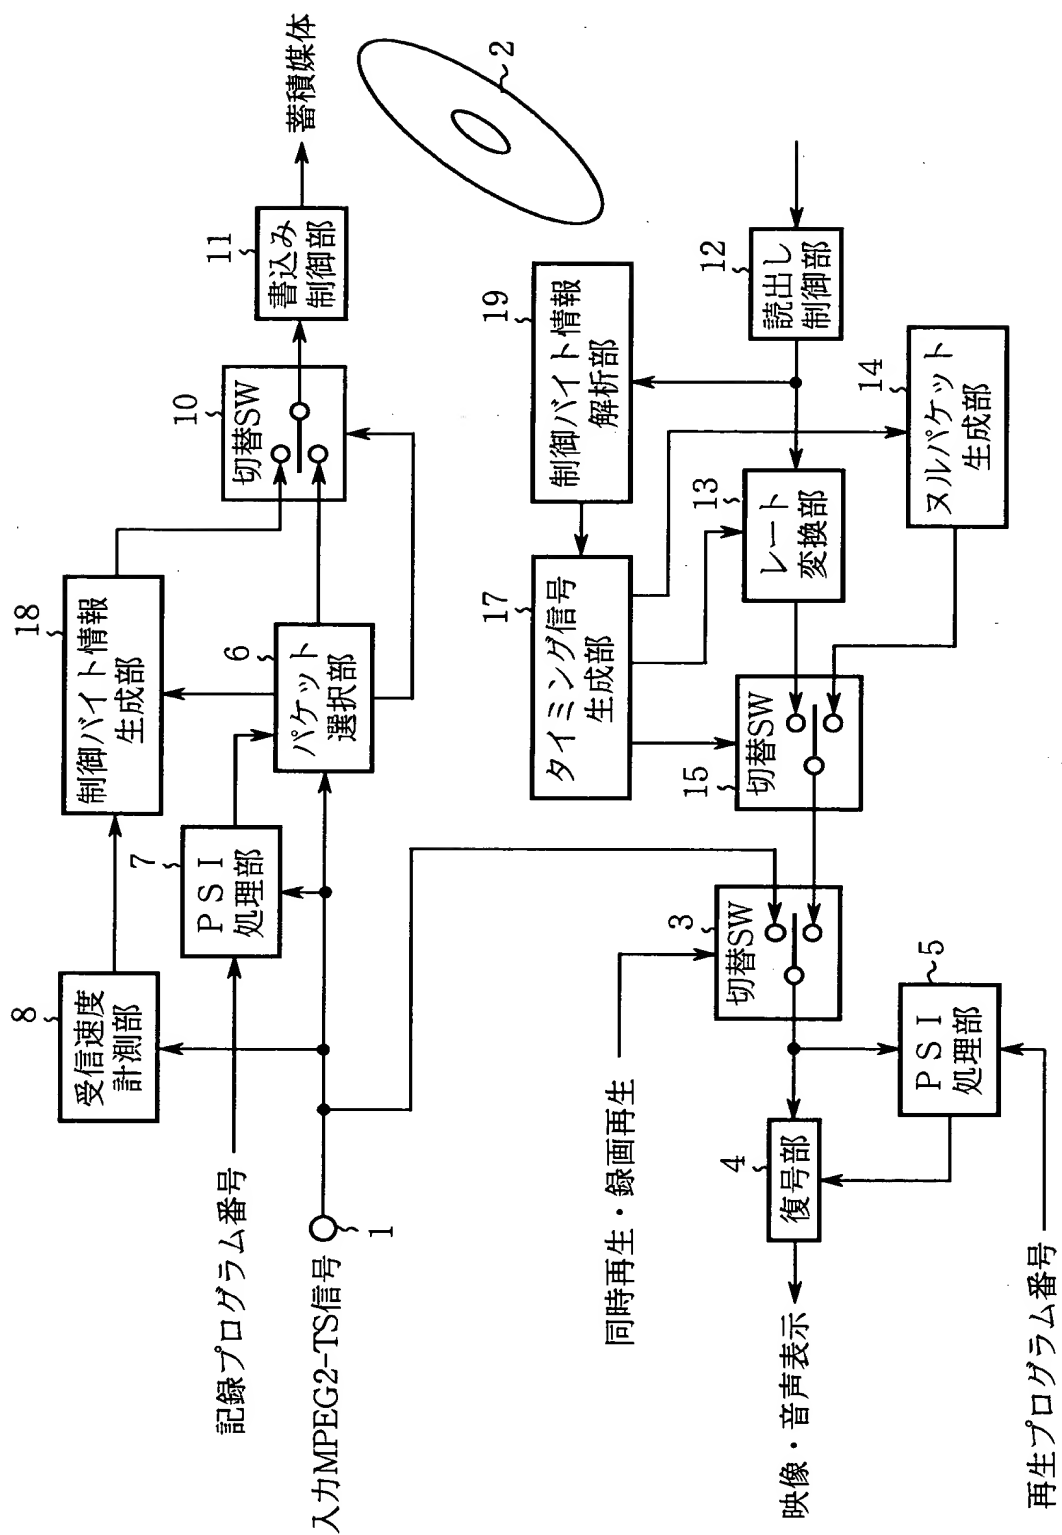 8
受信速度
計測部
18
制御バイト情報
生成部
7
ＰＳＩ
処理部
6
パケット
選択部
10
切替SW
11
書込み
制御部
蓄積媒体
2
記録プログラム番号
入力MPEG2-TS信号
1
19
制御バイト情報
解析部
17
タイミング信号
生成部
12
読出し
制御部
13
レート
変換部
14
ヌルパケット
生成部
15
切替SW
3
切替SW
同時再生・録画再生
4
復号部
5
ＰＳＩ
処理部
映像・音声表示
再生プログラム番号